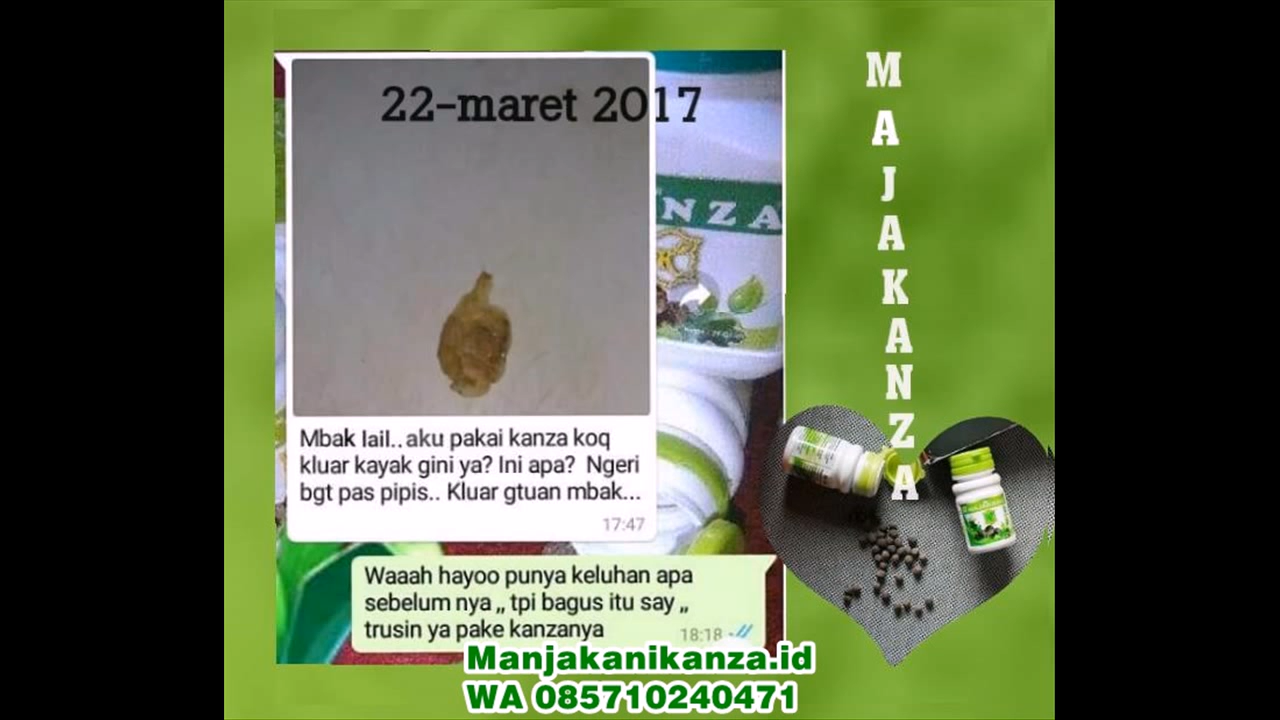 22-maret 2017
NZA
Mbak lail.. aku pakai kanza koq
kluar kayak gini ya? Ini apa? Ngeri
bgt pas pipis.. Kluar gtuan mbak...
17:47
Waaah hayoo punya keluhan apa
sebelum nya ,, tpi bagus itu say ,,
trusin ya pake kanzanya
18:18
MAJAKANZA
Manjakanikanza.id
WA 085710240471